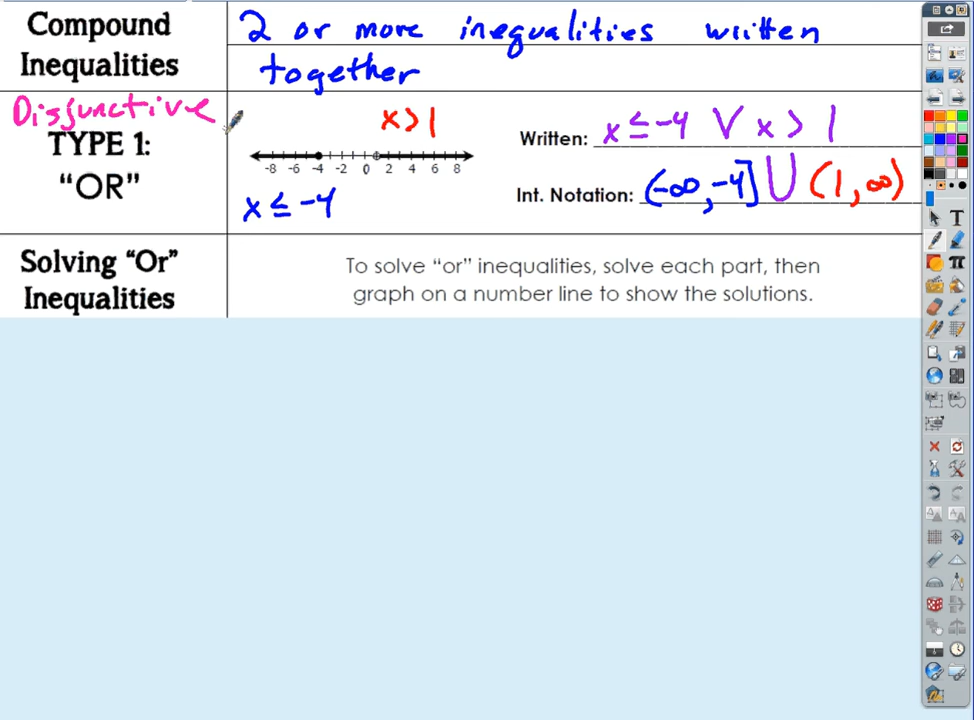 Compound
Inequalities
2 or more inequalities written
together
Disjunctive
TYPE 1:
“OR”
x > 1
-8 -6 -4 -2 0 2 4 6 8
x ≤ -4
Written: x ≤ -4 ∨ x > 1
Int. Notation: (-∞, -4] ∪ (1, ∞)
Solving “Or”
Inequalities
To solve “or” inequalities, solve each part, then
graph on a number line to show the solutions.